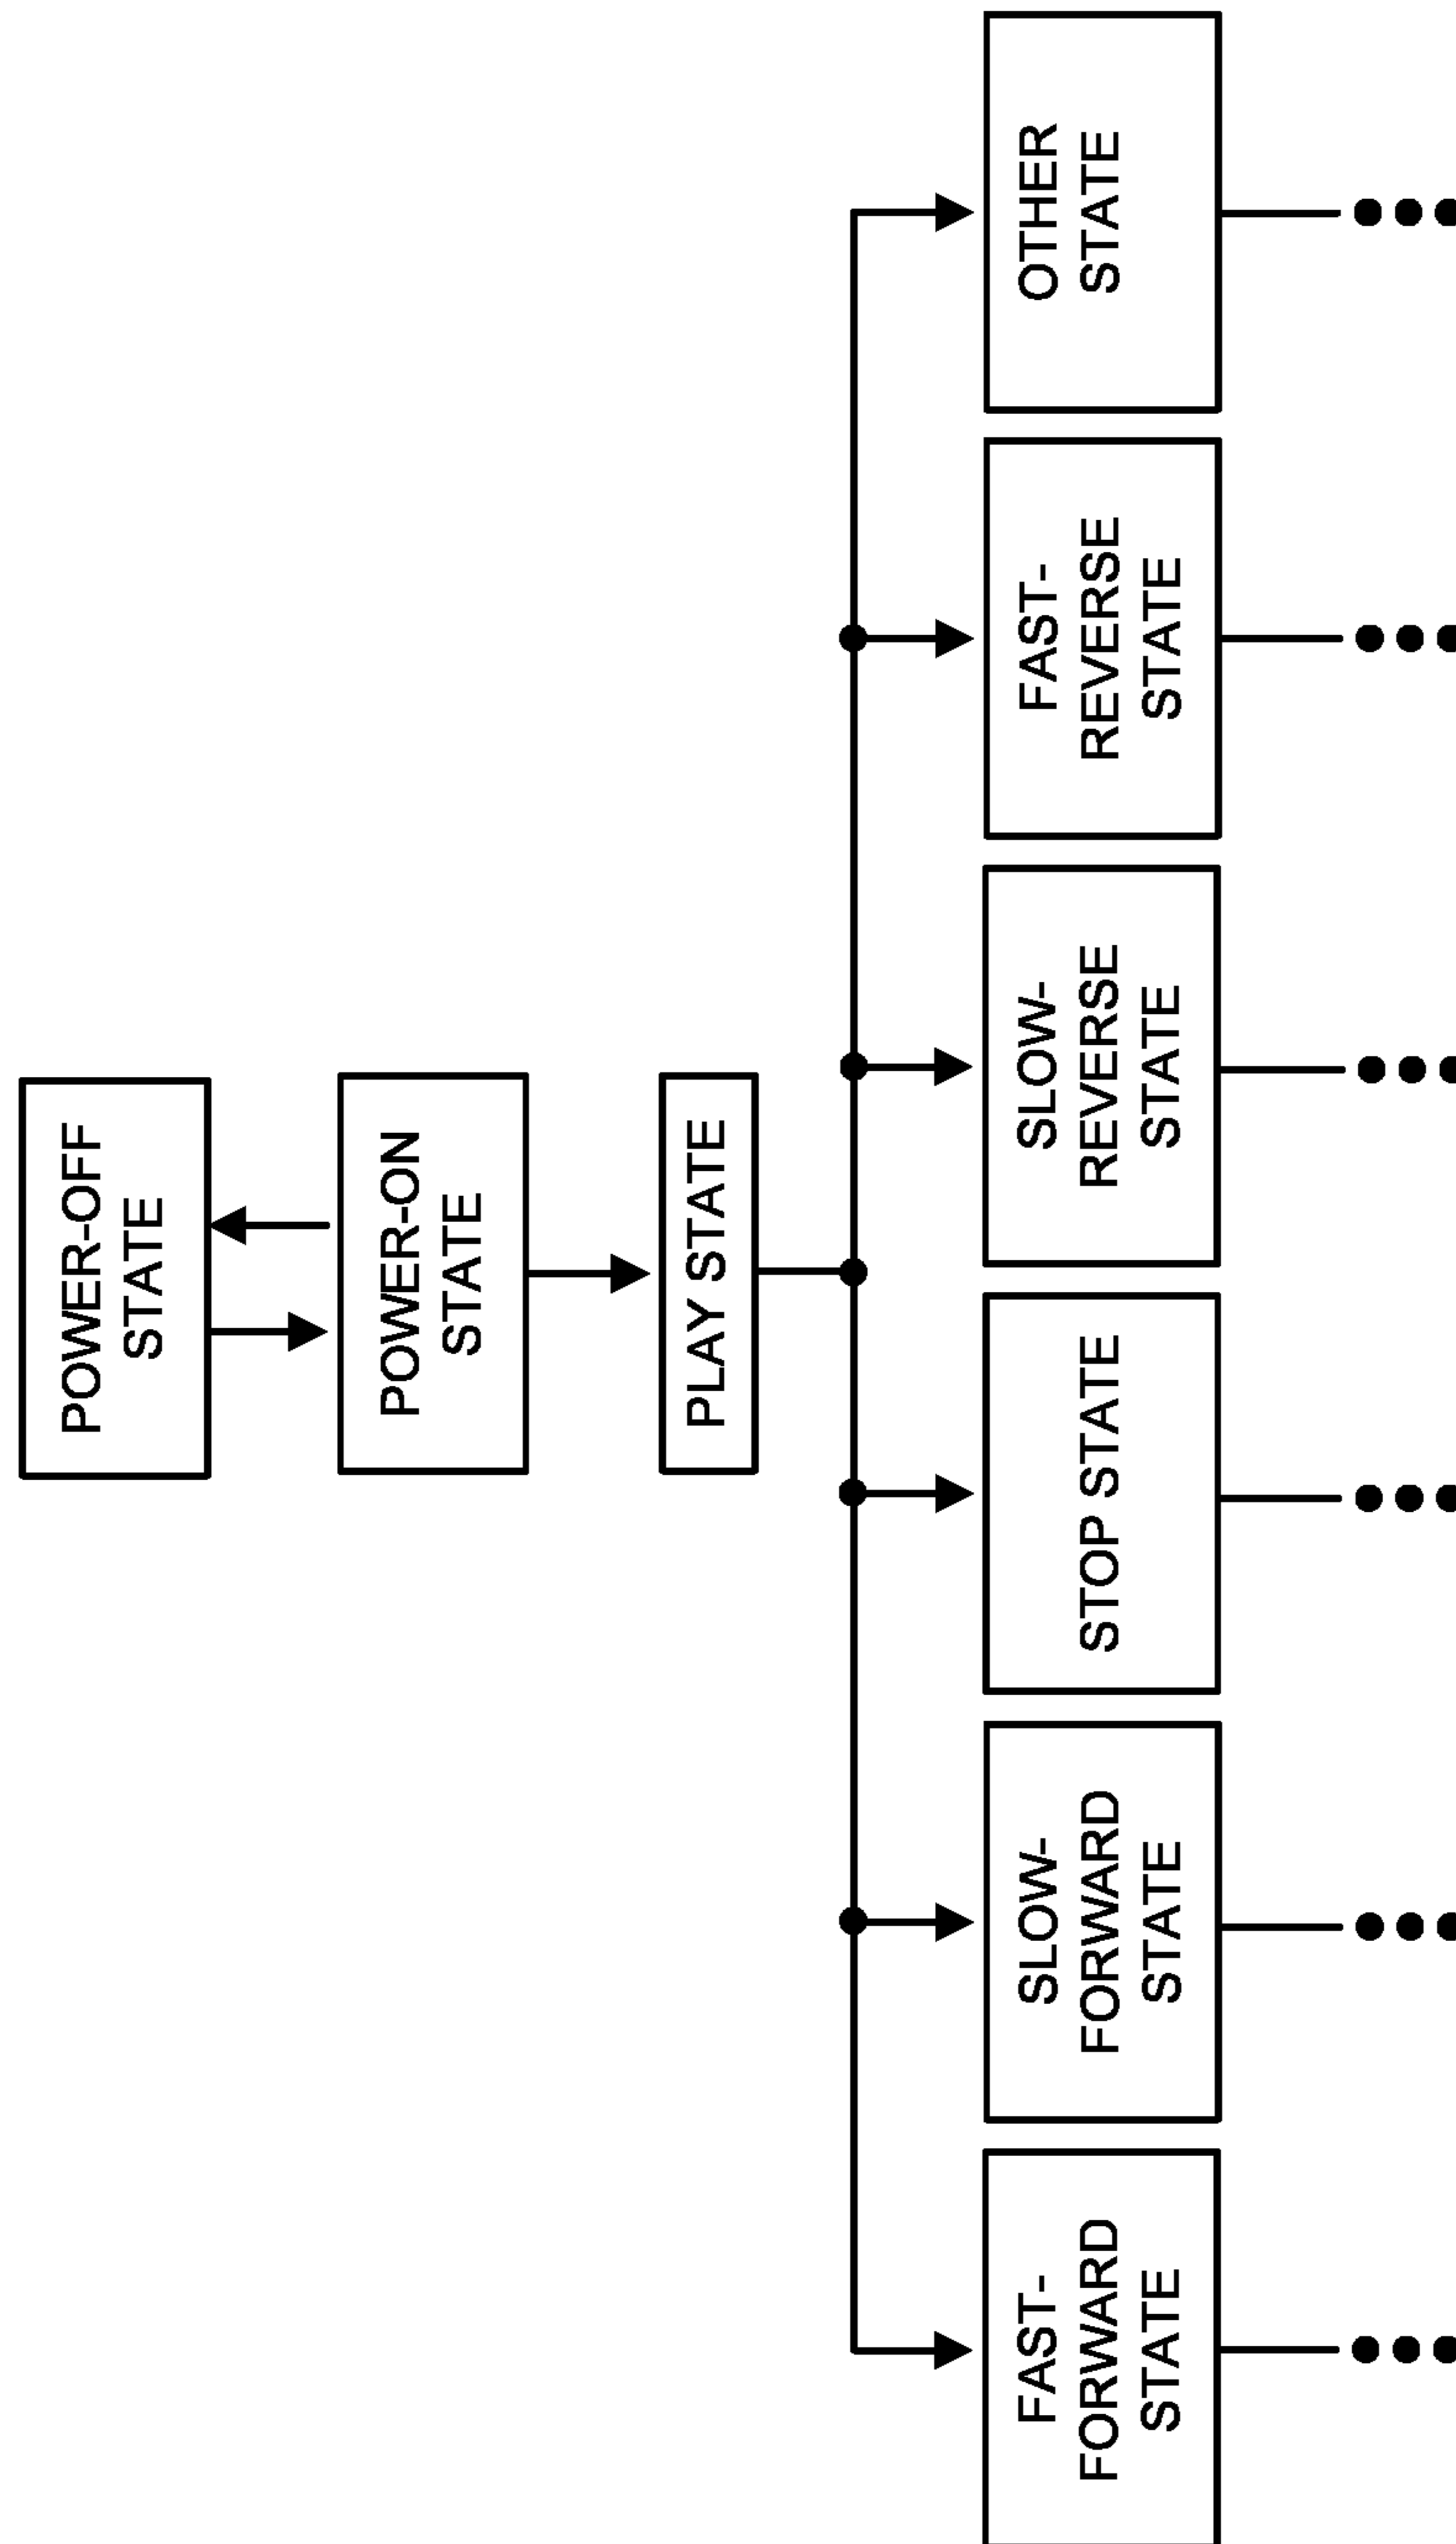 POWER-OFF
STATE
POWER-ON
STATE
PLAY STATE
FAST-
FORWARD
STATE
SLOW-
FORWARD
STATE
STOP STATE
SLOW-
REVERSE
STATE
FAST-
REVERSE
STATE
OTHER
STATE